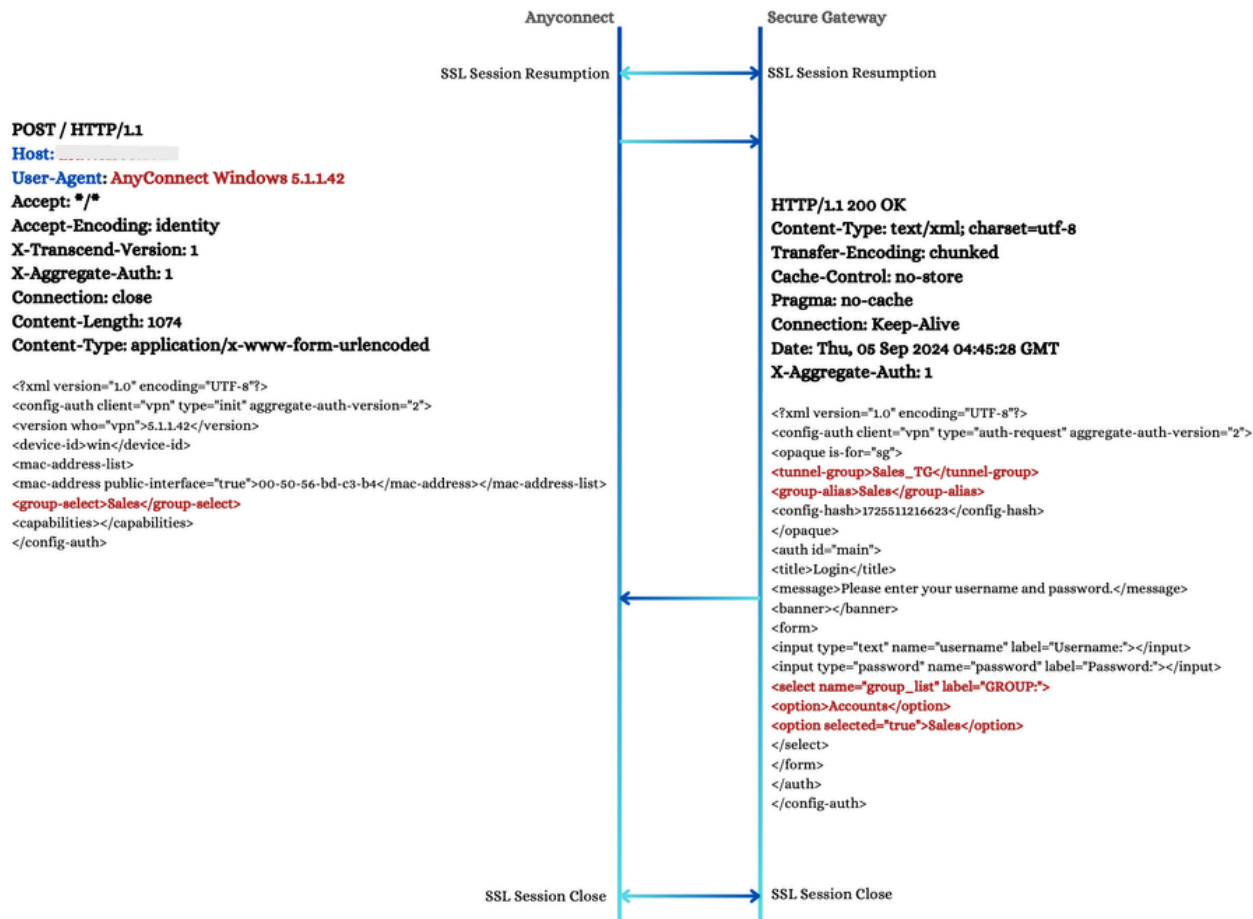 Anyconnect
Secure Gateway
SSL Session Resumption
SSL Session Resumption
POST / HTTP/1.1
Host:
User-Agent: AnyConnect Windows 5.1.1.42
Accept: */*
Accept-Encoding: identity
X-Transcend-Version: 1
X-Aggregate-Auth: 1
Connection: close
Content-Length: 1074
Content-Type: application/x-www-form-urlencoded
<?xml version="1.0" encoding="UTF-8"?>
<config-auth client="vpn" type="init" aggregate-auth-version="2">
<version who="vpn">5.1.1.42</version>
<device-id>win</device-id>
<mac-address-list>
<mac-address public-interface="true">00-50-56-bd-c3-b4</mac-address></mac-address-list>
<group-select>Sales</group-select>
<capabilities></capabilities>
</config-auth>
HTTP/1.1 200 OK
Content-Type: text/xml; charset=utf-8
Transfer-Encoding: chunked
Cache-Control: no-store
Pragma: no-cache
Connection: Keep-Alive
Date: Thu, 05 Sep 2024 04:45:28 GMT
X-Aggregate-Auth: 1
<?xml version="1.0" encoding="UTF-8"?>
<config-auth client="vpn" type="auth-request" aggregate-auth-version="2">
<opaque is-for="sg">
<tunnel-group>Sales_TG</tunnel-group>
<group-alias>Sales</group-alias>
<config-hash>1725511216623</config-hash>
</opaque>
<auth id="main">
<title>Login</title>
<message>Please enter your username and password.</message>
<banner></banner>
<form>
<input type="text" name="username" label="Username:"></input>
<input type="password" name="password" label="Password:"></input>
<select name="group_list" label="GROUP:">
<option>Accounts</option>
<option selected="true">Sales</option>
</select>
</form>
</auth>
</config-auth>
SSL Session Close
SSL Session Close